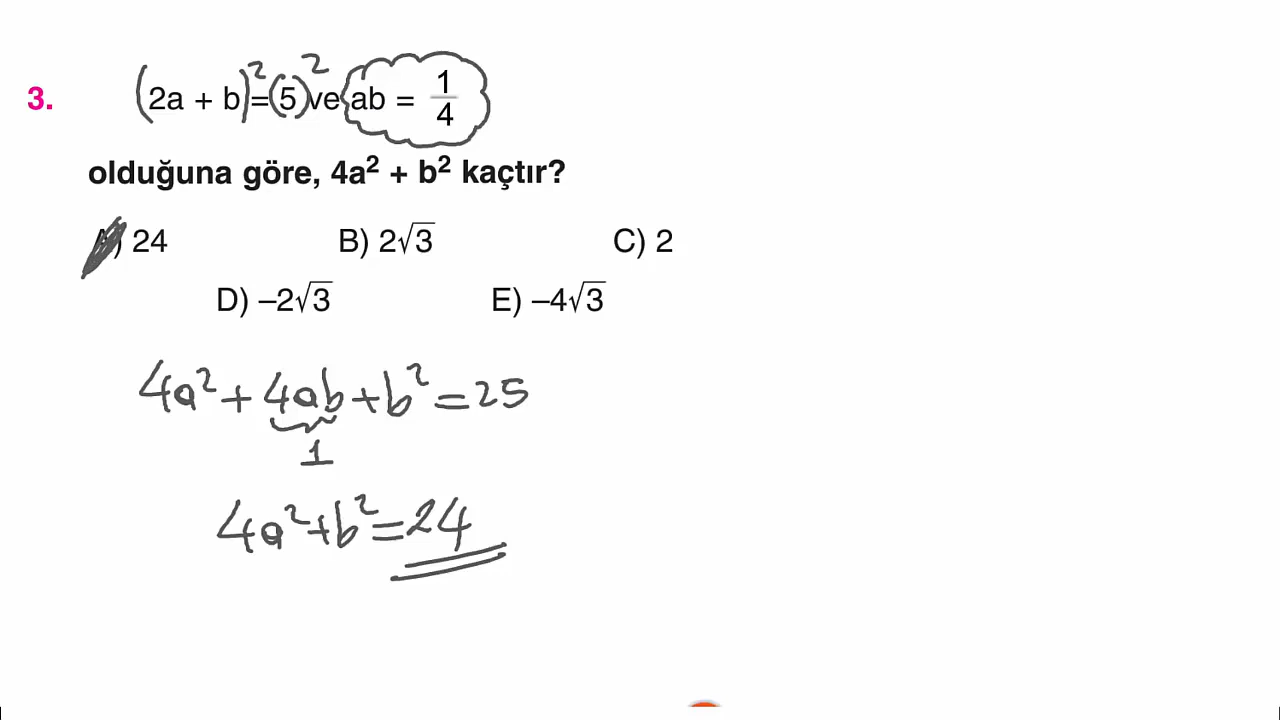 3. (2a + b)² = (5)² ve ab = 1/4
olduğuna göre, 4a² + b² kaçtır?
A) 24 B) 2√3 C) 2
D) –2√3 E) –4√3
4a² + 4ab + b² = 25
1
4a² + b² = 24